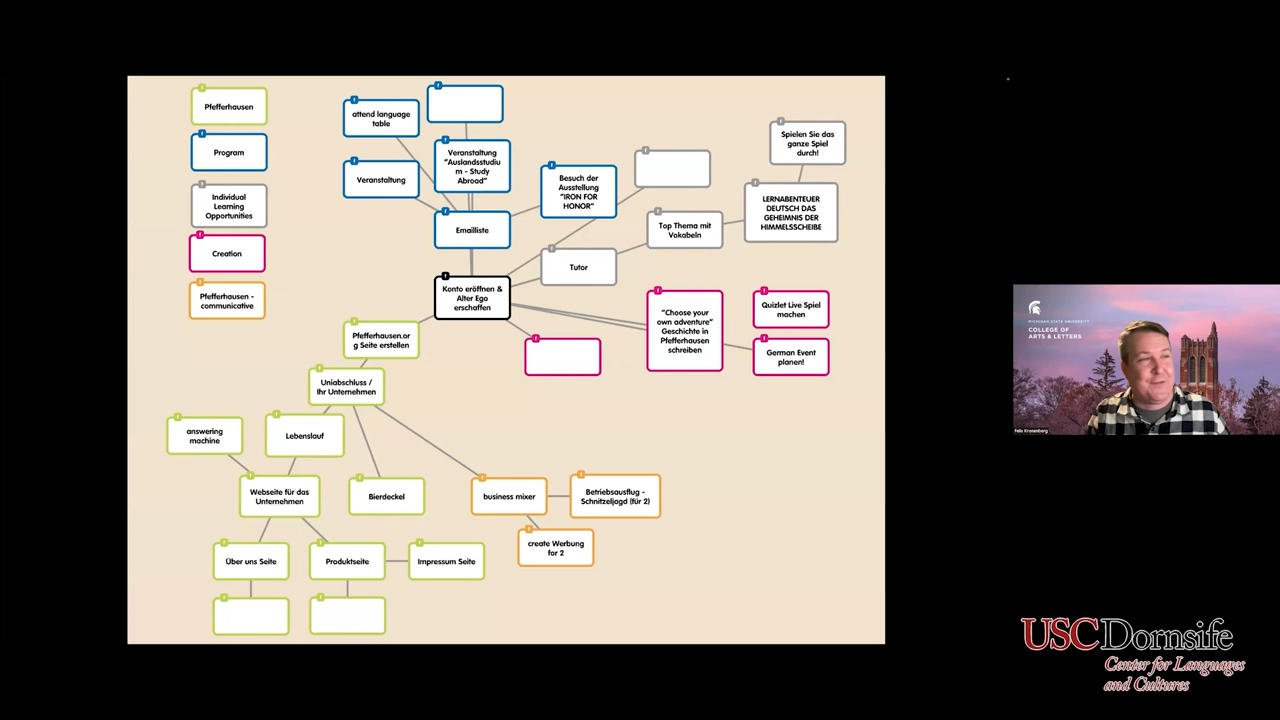 Pfefferhausen
Program
Individual
Learning
Opportunities
Creation
Pfefferhausen -
communicative
attend language
table
Veranstaltung
Veranstaltung
"Auslandsstudiu
m - Study
Abroad"
Emailliste
Besuch der
Ausstellung
"IRON FOR
HONOR"
Spielen Sie das
ganze Spiel
durch!
LERNABENTEUER
DEUTSCH DAS
GEHEIMNIS DER
HIMMELSSCHEIBE
Top Thema mit
Vokabeln
Tutor
Konto eröffnen &
Alter Ego
erschaffen
"Choose your
own adventure"
Geschichte in
Pfefferhausen
schreiben
Quizlet Live Spiel
machen
German Event
planen!
Pfefferhausen.or
g Seite erstellen
Uniabschluss /
Ihr Unternehmen
answering
machine
Lebenslauf
Webseite für das
Unternehmen
Bierdeckel
business mixer
Betriebsausflug -
Schnitzeljagd (für 2)
create Werbung
for 2
Über uns Seite
Produktseite
Impressum Seite
MICHIGAN STATE UNIVERSITY
COLLEGE OF
ARTS & LETTERS
Felix Kronenberg
USC Dornsife
Center for Languages
and Cultures